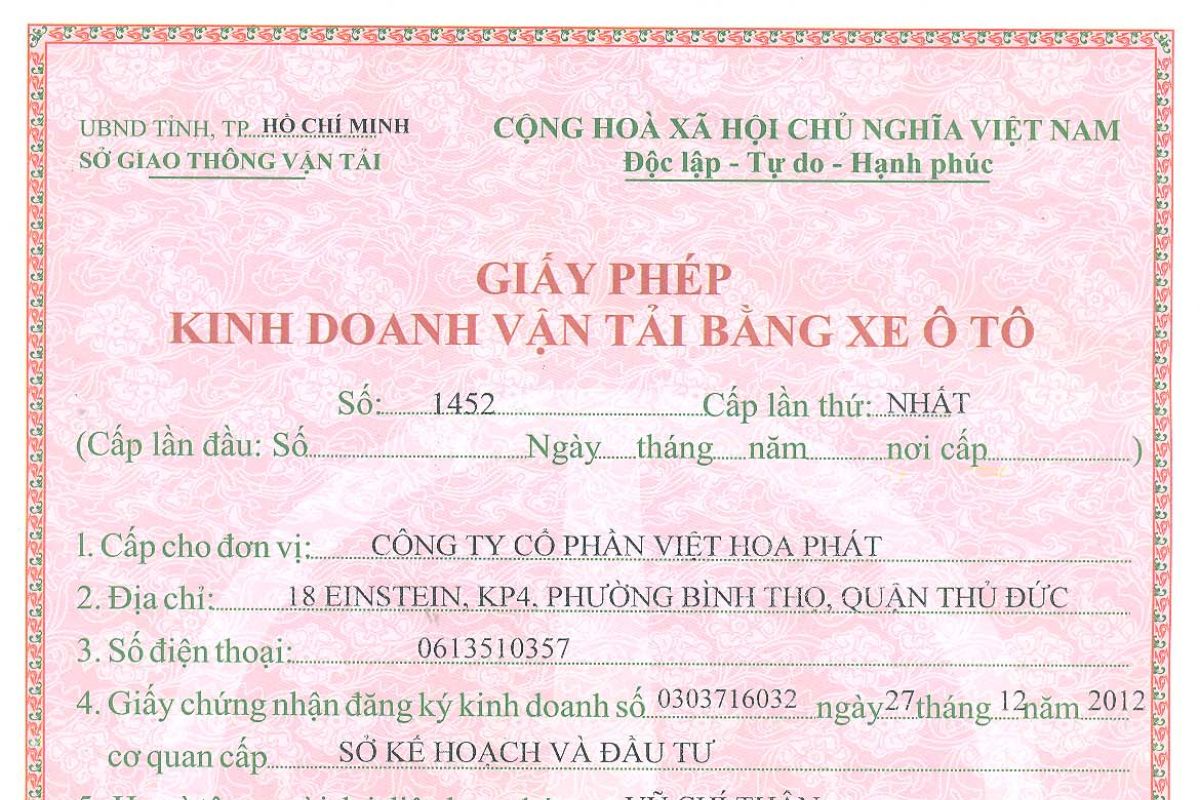 UBND TỈNH, TP. HỒ CHÍ MINH
SỞ GIAO THÔNG VẬN TẢI
CỘNG HOÀ XÃ HỘI CHỦ NGHĨA VIỆT NAM
Độc lập - Tự do - Hạnh phúc
GIẤY PHÉP
KINH DOANH VẬN TẢI BẰNG XE Ô TÔ
Số: 1452 Cấp lần thứ: NHẤT
(Cấp lần đầu: Số Ngày tháng năm nơi cấp )
1. Cấp cho đơn vị: CÔNG TY CỔ PHẦN VIỆT HOA PHÁT
2. Địa chỉ: 18 EINSTEIN, KP4, PHƯỜNG BÌNH THỌ, QUẬN THỦ ĐỨC
3. Số điện thoại: 0613510357
4. Giấy chứng nhận đăng ký kinh doanh số 0303716032 ngày 27 tháng 12 năm 2012
cơ quan cấp SỞ KẾ HOẠCH VÀ ĐẦU TƯ